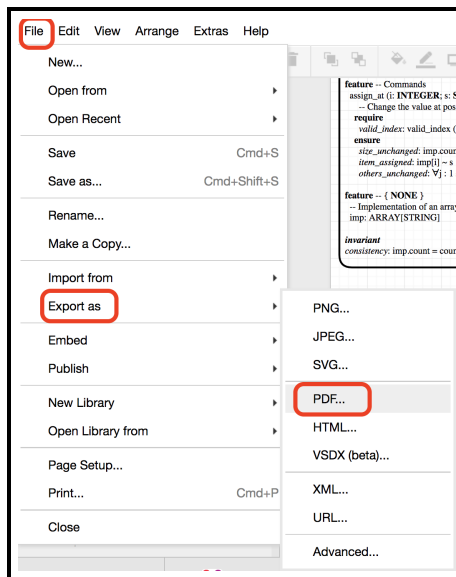 File Edit View Arrange Extras Help
New...
Open from
Open Recent
Save Cmd+S
Save as... Cmd+Shift+S
Rename...
Make a Copy...
Import from
Export as
Embed
Publish
New Library
Open Library from
Page Setup...
Print... Cmd+P
Close
PNG...
JPEG...
SVG...
PDF...
HTML...
VSDX (beta)...
XML...
URL...
Advanced...
feature -- Commands
assign_at (i: INTEGER; s: S
-- Change the value at pos
require
valid_index: valid_index (
ensure
size_unchanged: imp.coun
item_assigned: imp[i] ~ s
others_unchanged: ∀j : 1
feature -- { NONE }
-- Implementation of an array
imp: ARRAY[STRING]
invariant
consistency: imp.count = coun